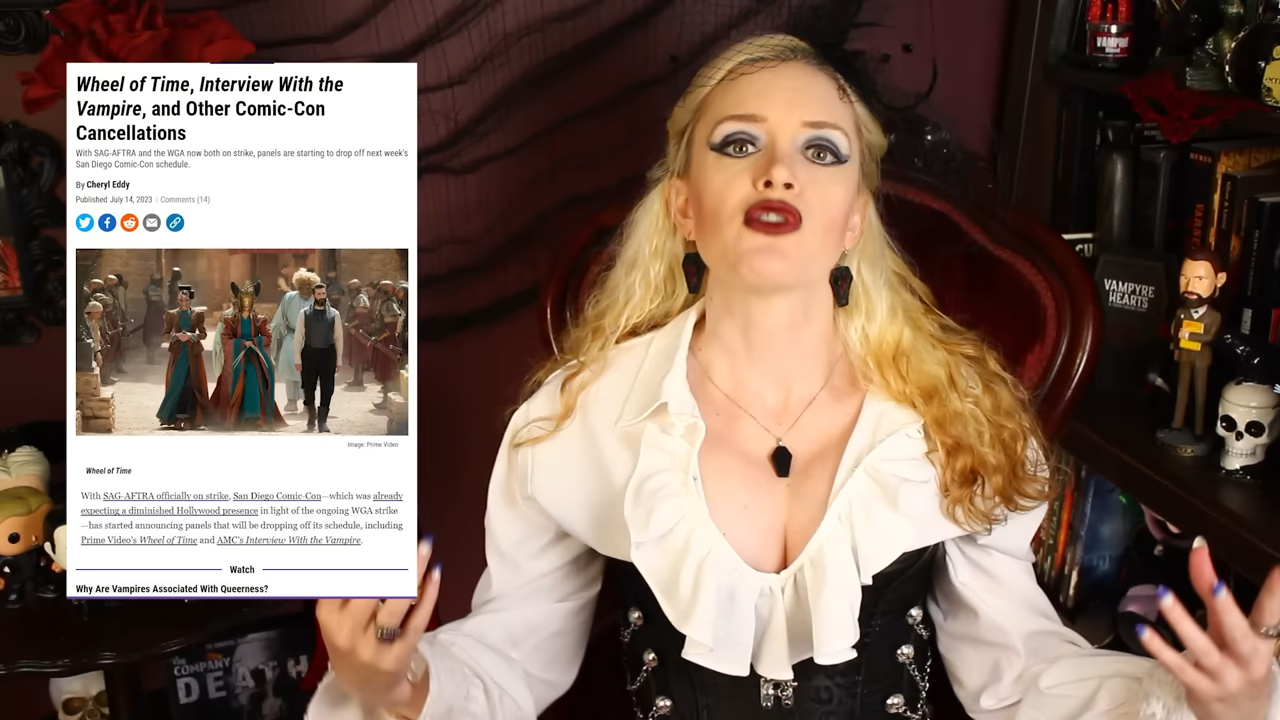 Wheel of Time, Interview With the
Vampire, and Other Comic-Con
Cancellations
With SAG-AFTRA and the WGA now both on strike, panels are starting to drop off next week's
San Diego Comic-Con schedule.
By Cheryl Eddy
Published July 14, 2023 | Comments (14)
Image: Prime Video
Wheel of Time
With SAG-AFTRA officially on strike, San Diego Comic-Con—which was already
expecting a diminished Hollywood presence in light of the ongoing WGA strike
—has started announcing panels that will be dropping off its schedule, including
Prime Video's Wheel of Time and AMC's Interview With the Vampire.
Watch
Why Are Vampires Associated With Queerness?
VAMPIRE
VAMPYRE
HEARTS
The
COMPANY
DEATH